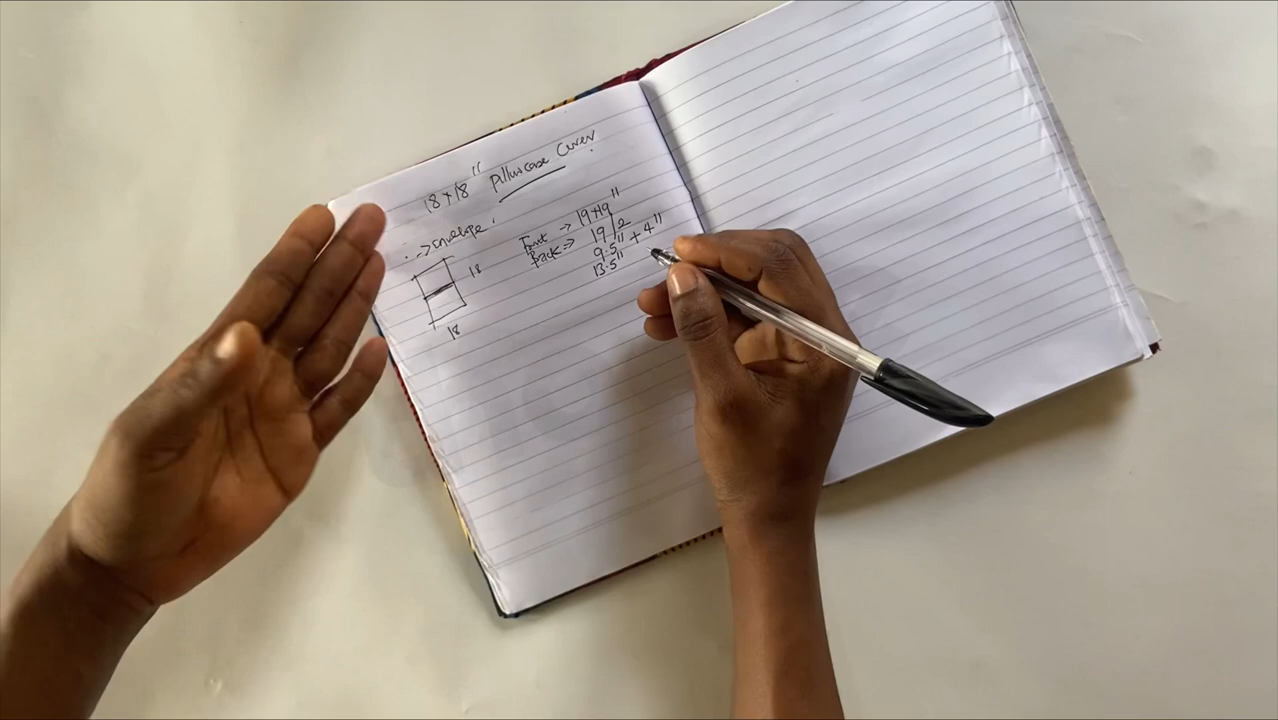 18+18" Pillowcase Cover
..→ envelope'
Front → 19+19"
Back => 19/2
9.5" + 4"
13.5"
18
18